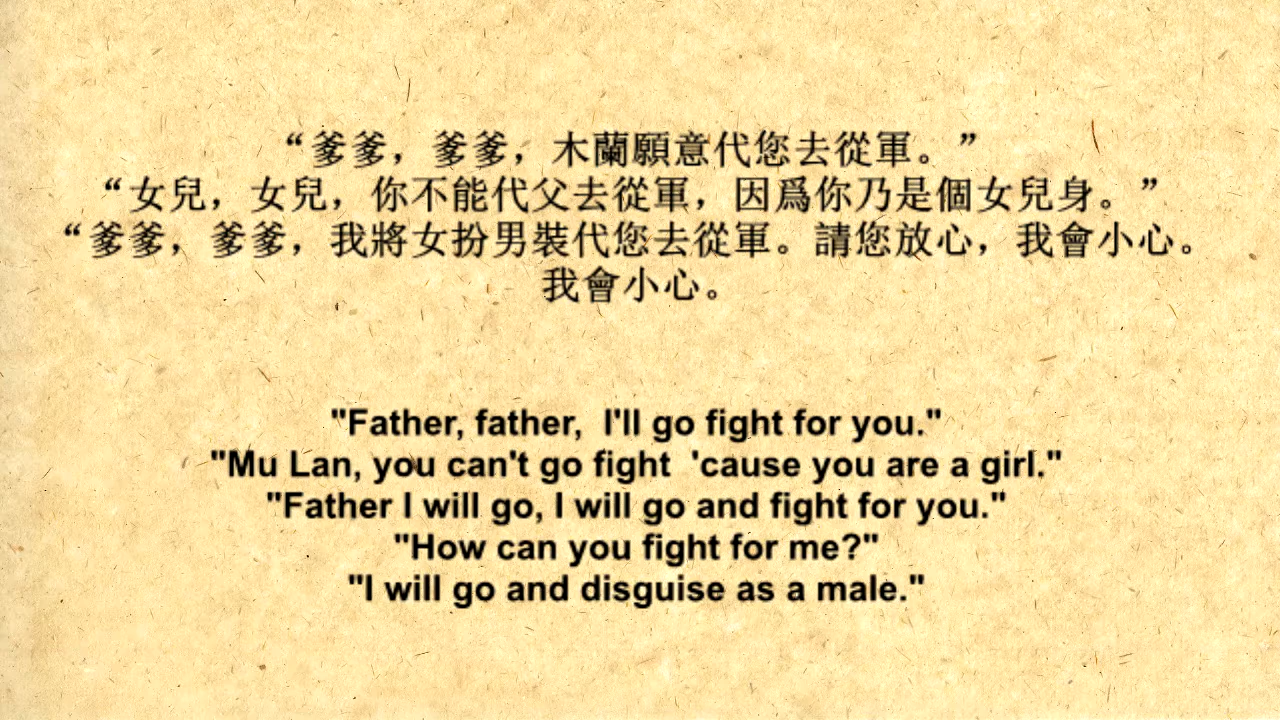 “爹爹，爹爹，木蘭願意代您去從軍。”
“女兒，女兒，你不能代父去從軍，因爲你乃是個女兒身。”
“爹爹，爹爹，我將女扮男裝代您去從軍。請您放心，我會小心。
我會小心。
"Father, father,  I'll go fight for you."
"Mu Lan, you can't go fight  'cause you are a girl."
"Father I will go, I will go and fight for you."
"How can you fight for me?"
"I will go and disguise as a male."